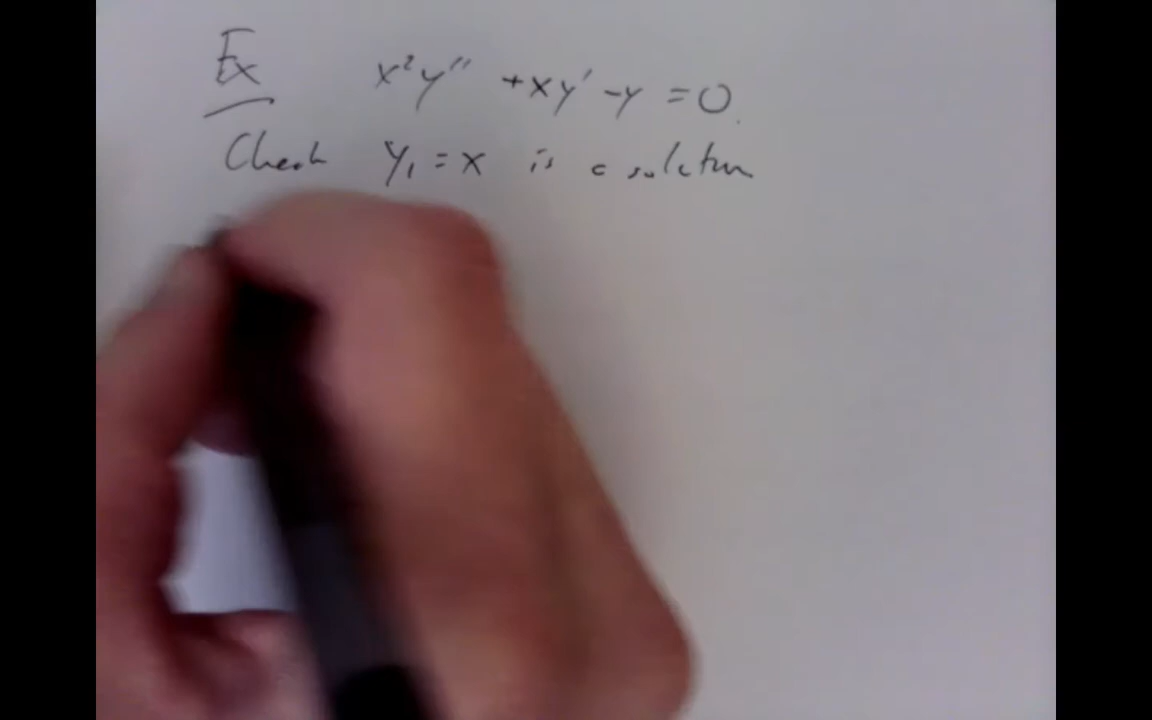 Ex x²y'' + xy' - y = 0.
Check y₁ = x is a solution